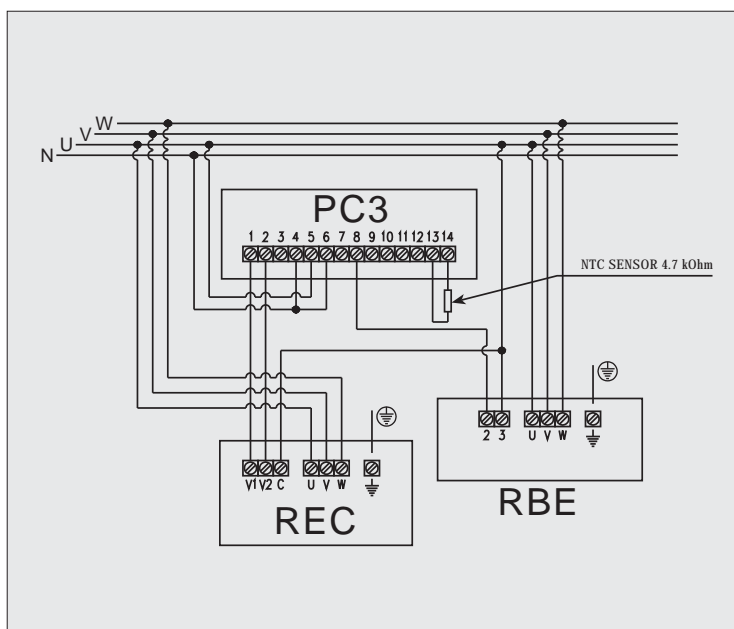 W
V
U
N
PC3
1 2 3 4 5 6 7 8 9 10 11 12 13 14
NTC SENSOR 4.7 kOhm
2 3 U V W
RBE
V1 V2 C U V W
REC